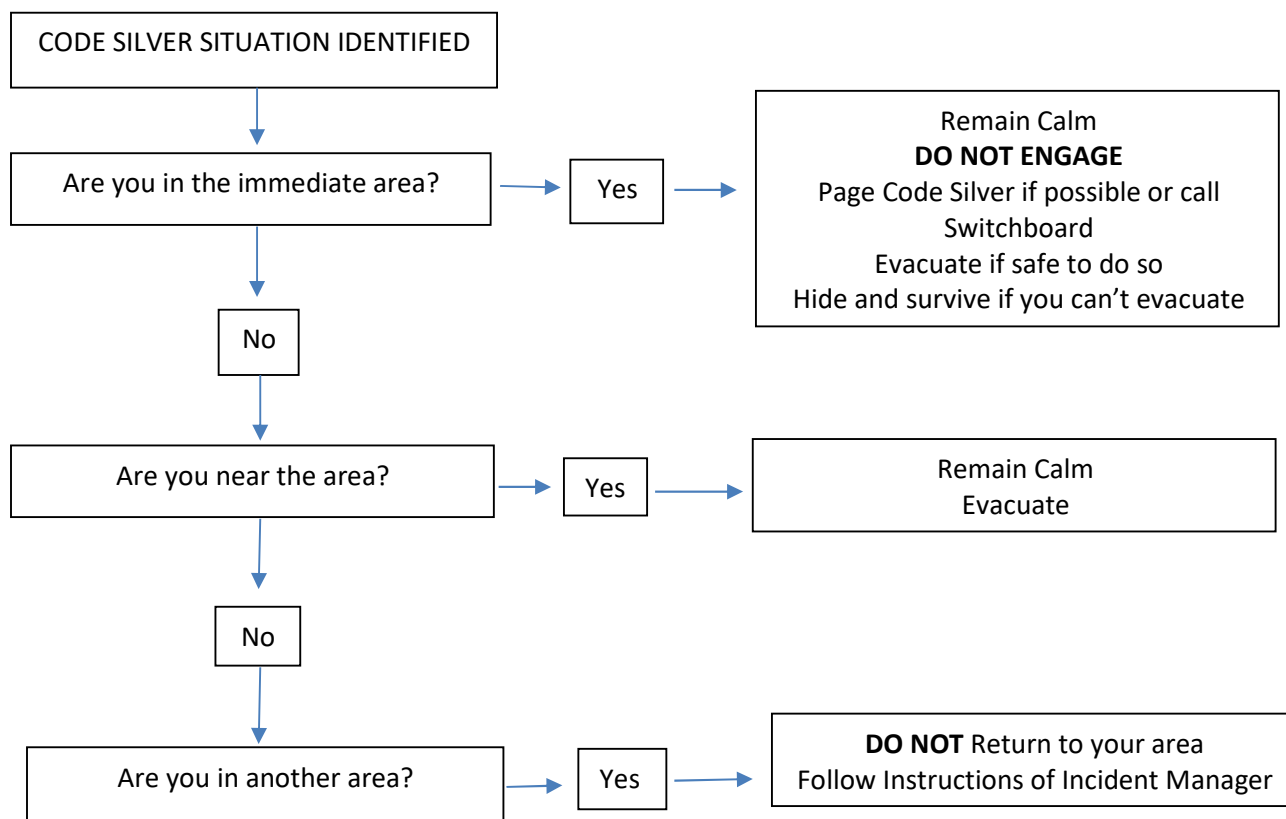 CODE SILVER SITUATION IDENTIFIED
Are you in the immediate area?
Yes
Remain Calm
DO NOT ENGAGE
Page Code Silver if possible or call
Switchboard
Evacuate if safe to do so
Hide and survive if you can’t evacuate
No
Are you near the area?
Yes
Remain Calm
Evacuate
No
Are you in another area?
Yes
DO NOT Return to your area
Follow Instructions of Incident Manager